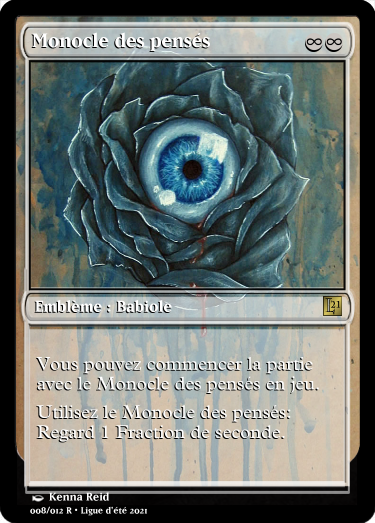 Monocle des pensés ∞∞
Emblème : Babiole
L21
Vous pouvez commencer la partie
avec le Monocle des pensés en jeu.
Utilisez le Monocle des pensés:
Regard 1 Fraction de seconde.
Kenna Reid
008/012 R • Ligue d'été 2021